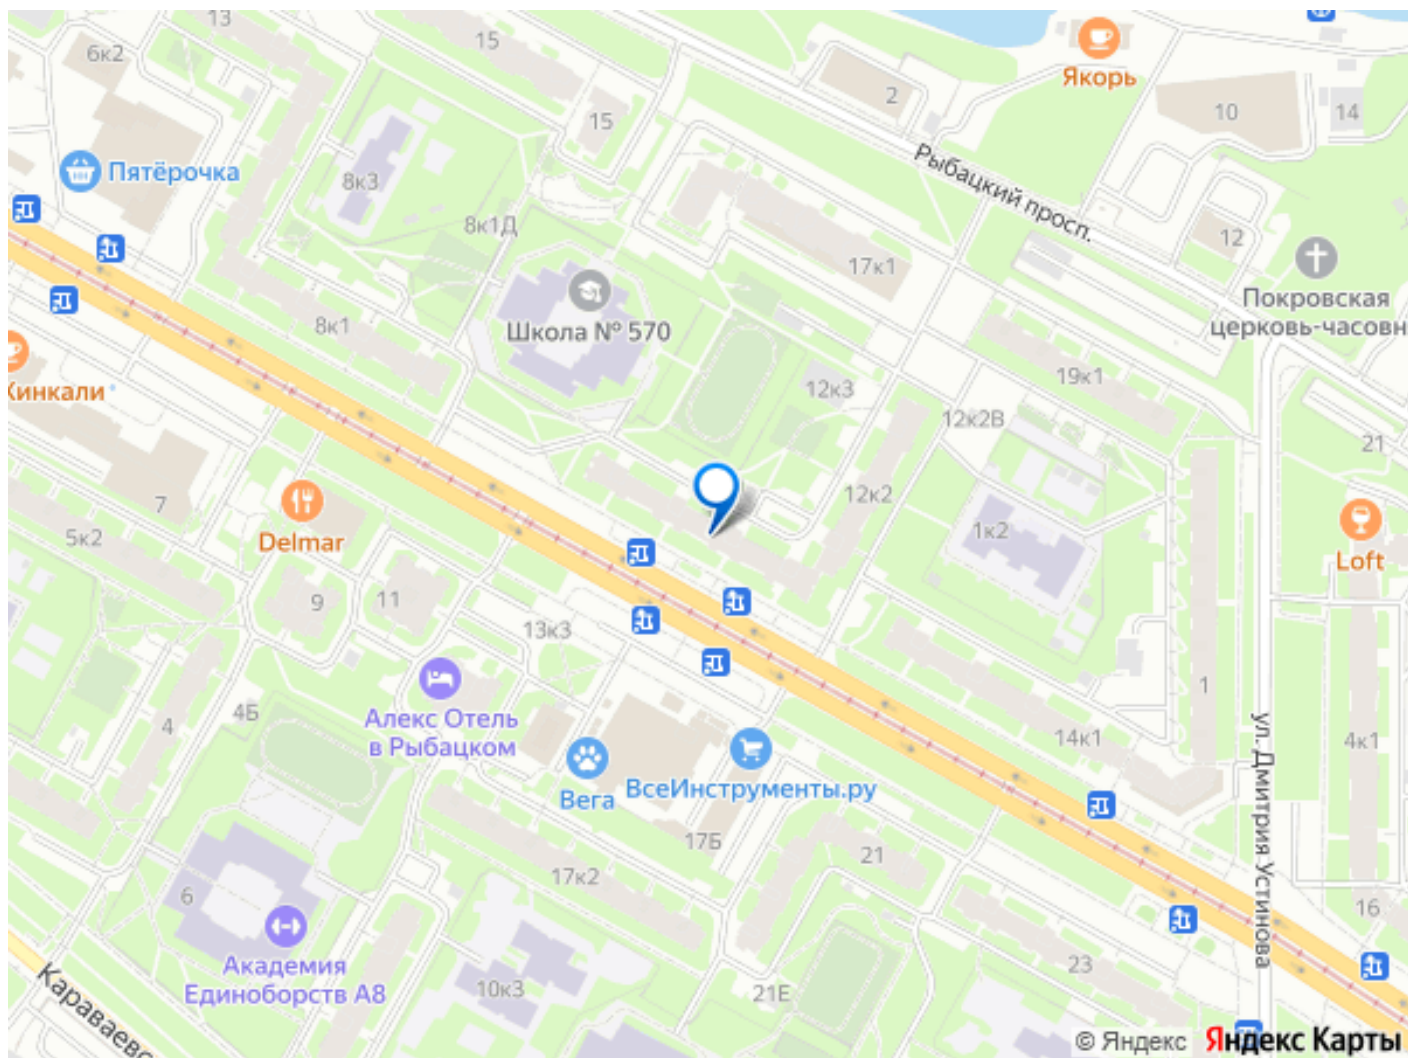 13
15
6к2
Якорь
2
10
14
15
Рыбацкий просп.
Пятёрочка
8к3
8к1Д
12
17к1
Покровская
церковь-часовн
8к1
Школа № 570
Хинкали
12к3
19к1
12к2В
21
7
12к2
1к2
5к2
Delmar
Loft
9
11
13к3
4
4Б
Алекс Отель
в Рыбацком
1
14к1
4к1
ул. Дмитрия Устинова
Вега
ВсеИнструменты.ру
17Б
21
17к2
6
16
Академия
Единоборств А8
10к3
21Е
23
Караваевс
© Яндекс
Яндекс Карты